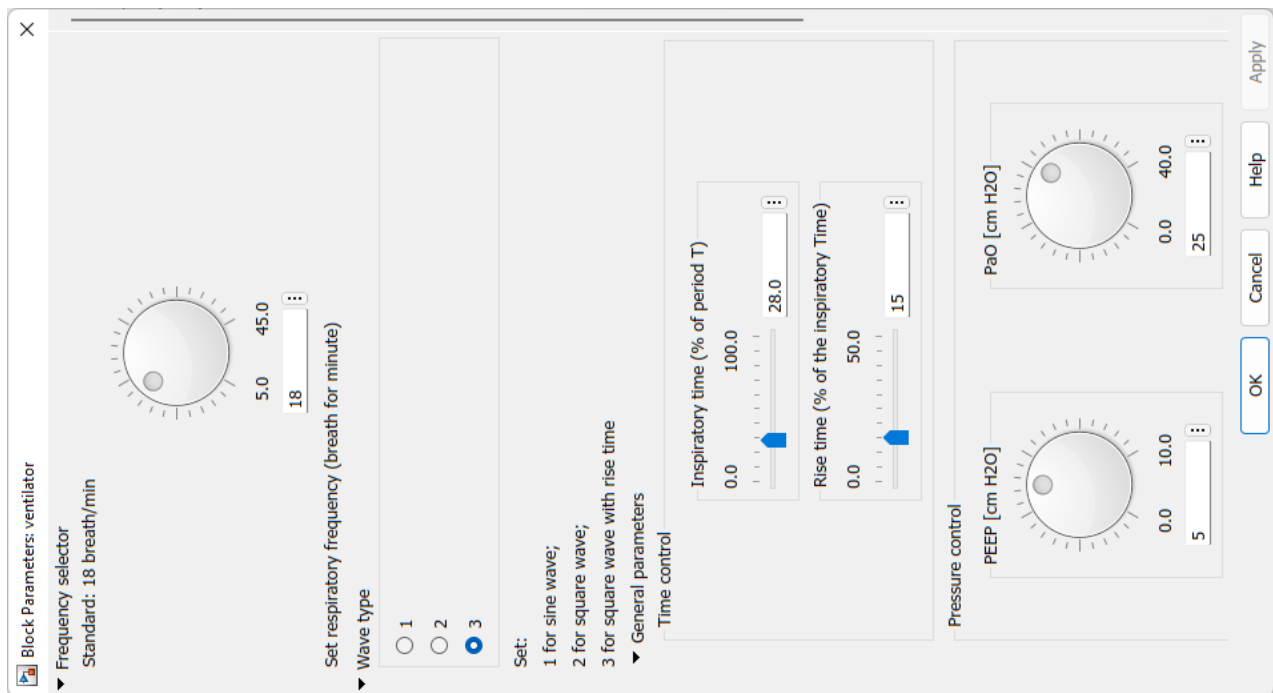 Block Parameters: ventilator
Frequency selector
Standard: 18 breath/min
5.0 45.0
18
Set respiratory frequency (breath for minute)
Wave type
1
2
3
Set:
1 for sine wave;
2 for square wave;
3 for square wave with rise time
General parameters
Time control
Inspiratory time (% of period T)
0.0 100.0
28.0
Rise time (% of the inspiratory Time)
0.0 50.0
15
Pressure control
PEEP [cm H2O]
0.0 10.0
5
PaO [cm H2O]
0.0 40.0
25
OK Cancel Help Apply